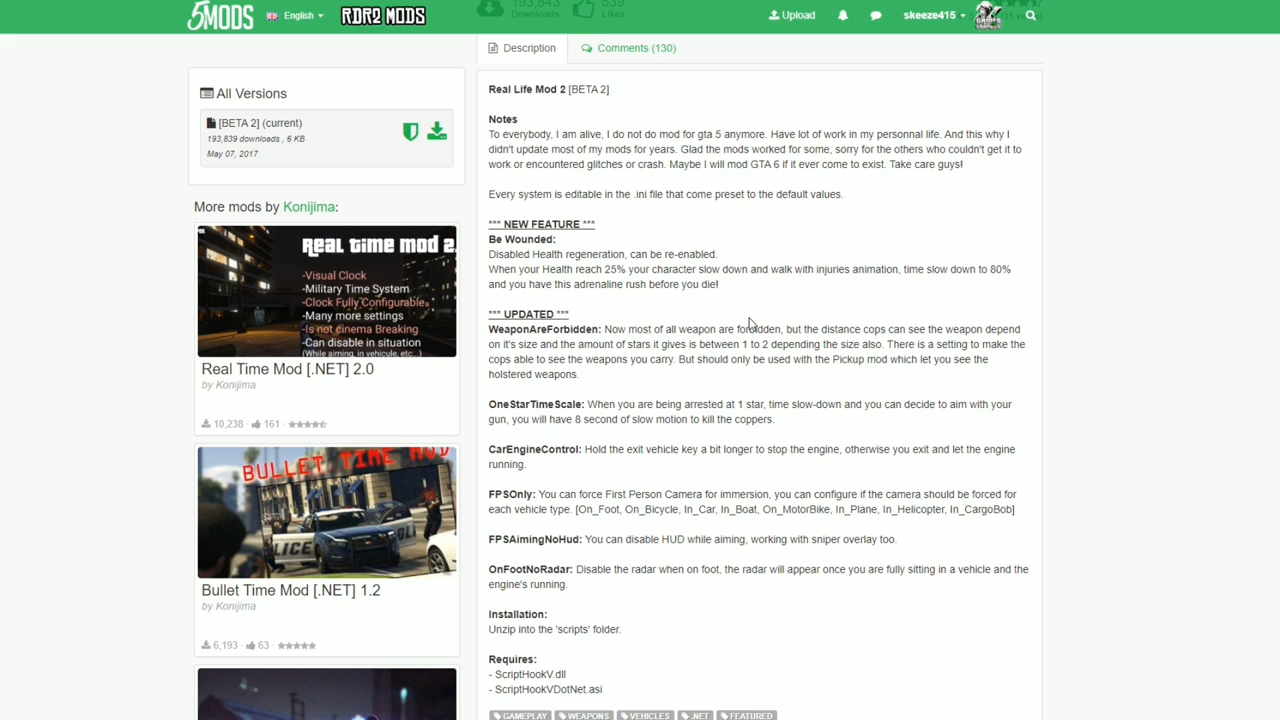 5MODS
English
RDR2 MODS
193,843
Downloads
539
Likes
Upload
skeeze415
Description
Comments (130)
All Versions
[BETA 2] (current)
193,839 downloads , 6 KB
May 07, 2017
More mods by Konijima:
Real time mod 2.
-Visual Clock
-Military Time System
-Clock Fully Configurable
-Many more settings
-Is not cinema Breaking
-Can disable in situation
(While aiming, in vehicule, etc...)
Real Time Mod [.NET] 2.0
by Konijima
10,238 · 161 ·
BULLET TIME MOD
Bullet Time Mod [.NET] 1.2
by Konijima
6,193 · 63 ·
Real Life Mod 2 [BETA 2]
Notes
To everybody, I am alive, I do not do mod for gta 5 anymore. Have lot of work in my personnal life. And this why I
didn't update most of my mods for years. Glad the mods worked for some, sorry for the others who couldn't get it to
work or encountered glitches or crash. Maybe I will mod GTA 6 if it ever come to exist. Take care guys!
Every system is editable in the .ini file that come preset to the default values.
*** NEW FEATURE ***
Be Wounded:
Disabled Health regeneration, can be re-enabled.
When your Health reach 25% your character slow down and walk with injuries animation, time slow down to 80%
and you have this adrenaline rush before you die!
*** UPDATED ***
WeaponAreForbidden: Now most of all weapon are forbidden, but the distance cops can see the weapon depend
on it's size and the amount of stars it gives is between 1 to 2 depending the size also. There is a setting to make the
cops able to see the weapons you carry. But should only be used with the Pickup mod which let you see the
holstered weapons.
OneStarTimeScale: When you are being arrested at 1 star, time slow-down and you can decide to aim with your
gun, you will have 8 second of slow motion to kill the coppers.
CarEngineControl: Hold the exit vehicle key a bit longer to stop the engine, otherwise you exit and let the engine
running.
FPSOnly: You can force First Person Camera for immersion, you can configure if the camera should be forced for
each vehicle type. [On_Foot, On_Bicycle, In_Car, In_Boat, On_MotorBike, In_Plane, In_Helicopter, In_CargoBob]
FPSAimingNoHud: You can disable HUD while aiming, working with sniper overlay too.
OnFootNoRadar: Disable the radar when on foot, the radar will appear once you are fully sitting in a vehicle and the
engine's running.
Installation:
Unzip into the 'scripts' folder.
Requires:
- ScriptHookV.dll
- ScriptHookVDotNet.asi
GAMEPLAY WEAPONS VEHICLES .NET FEATURED